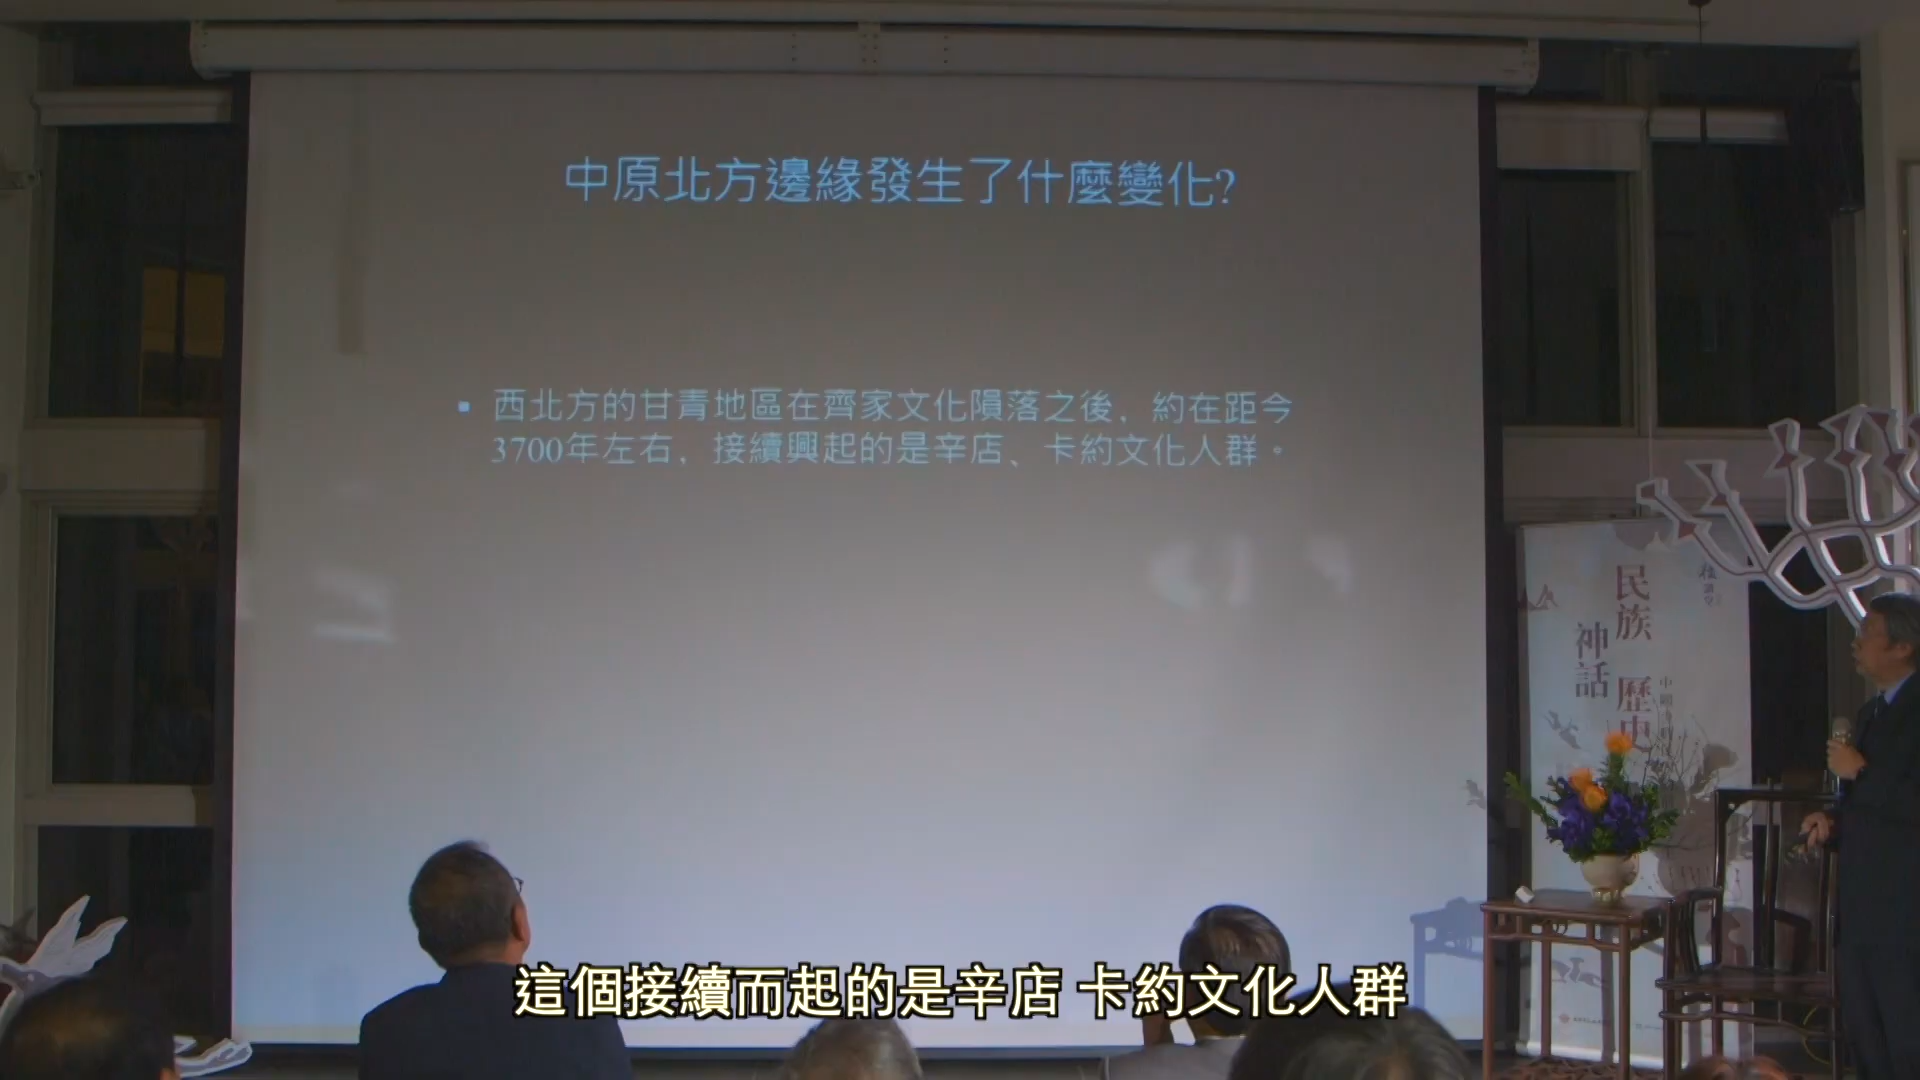 中原北方邊緣發生了什麼變化?
▪ 西北方的甘青地區在齊家文化隕落之後，約在距今
3700年左右，接續興起的是辛店、卡約文化人群。
民族 歷史
神話
這個接續而起的是辛店 卡約文化人群